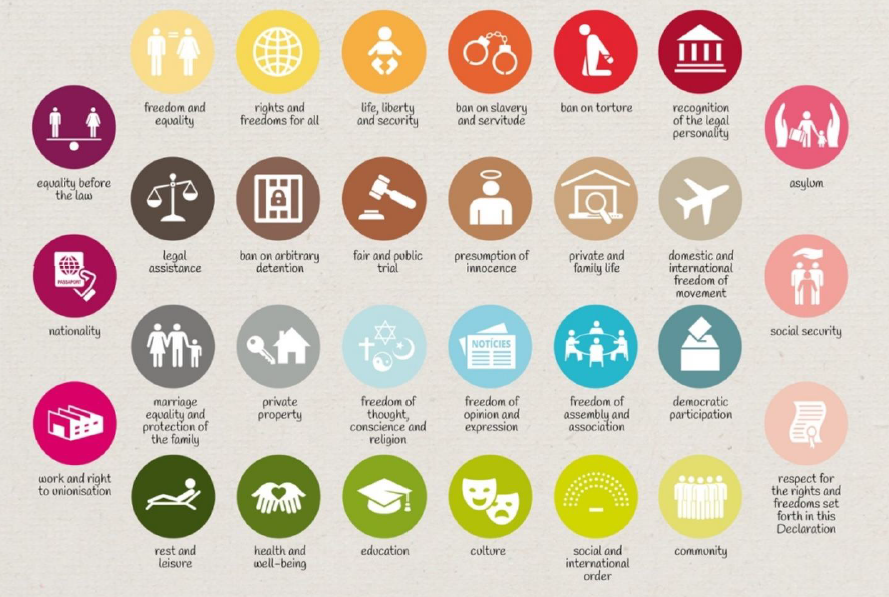 freedom and
equality
rights and
freedoms for all
life, liberty
and security
ban on slavery
and servitude
ban on torture
recognition
of the legal
personality
equality before
the law
asylum
legal
assistance
ban on arbitrary
detention
fair and public
trial
presumption of
innocence
private and
family life
domestic and
international
freedom of
movement
PASSAPORT
nationality
social security
marriage
equality and
protection of
the family
private
property
freedom of
thought,
conscience and
religion
NOTÍCIES
freedom of
opinion and
expression
freedom of
assembly and
association
democratic
participation
work and right
to unionisation
respect for
the rights and
freedoms set
forth in this
Declaration
rest and
leisure
health and
well-being
education
culture
social and
international
order
community